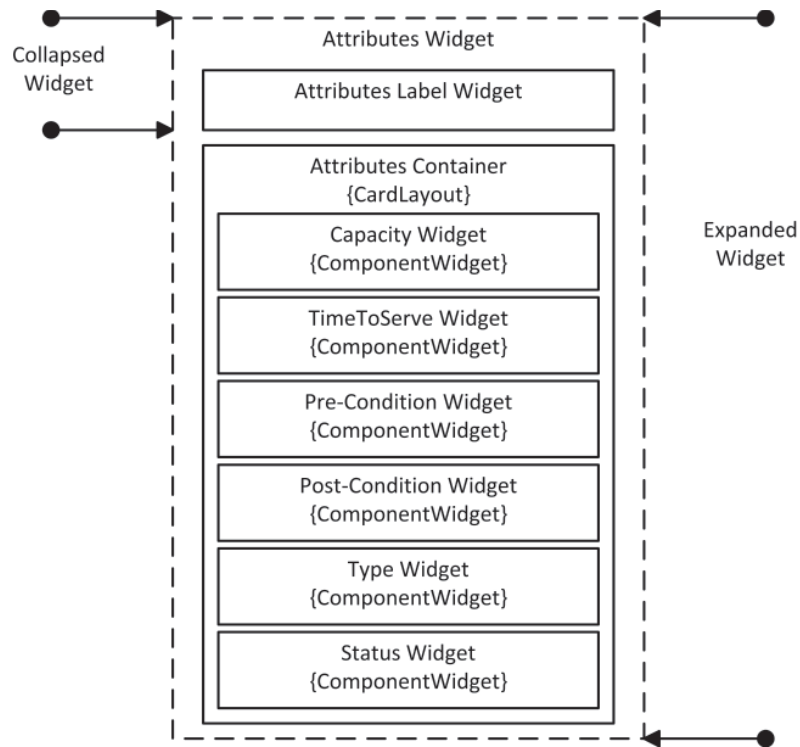 Attributes Widget
Collapsed
Widget
Attributes Label Widget
Attributes Container
{CardLayout}
Capacity Widget
{ComponentWidget}
Expanded
Widget
TimeToServe Widget
{ComponentWidget}
Pre-Condition Widget
{ComponentWidget}
Post-Condition Widget
{ComponentWidget}
Type Widget
{ComponentWidget}
Status Widget
{ComponentWidget}